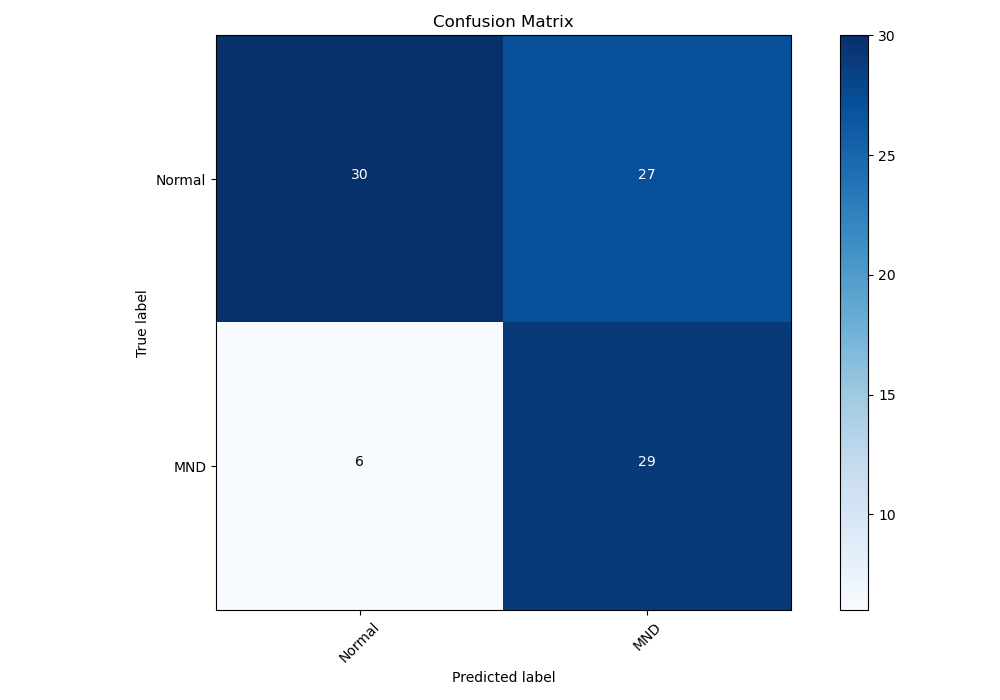 Confusion Matrix
Normal
30
27
MND
6
29
True label
Normal
MND
Predicted label
30
25
20
15
10